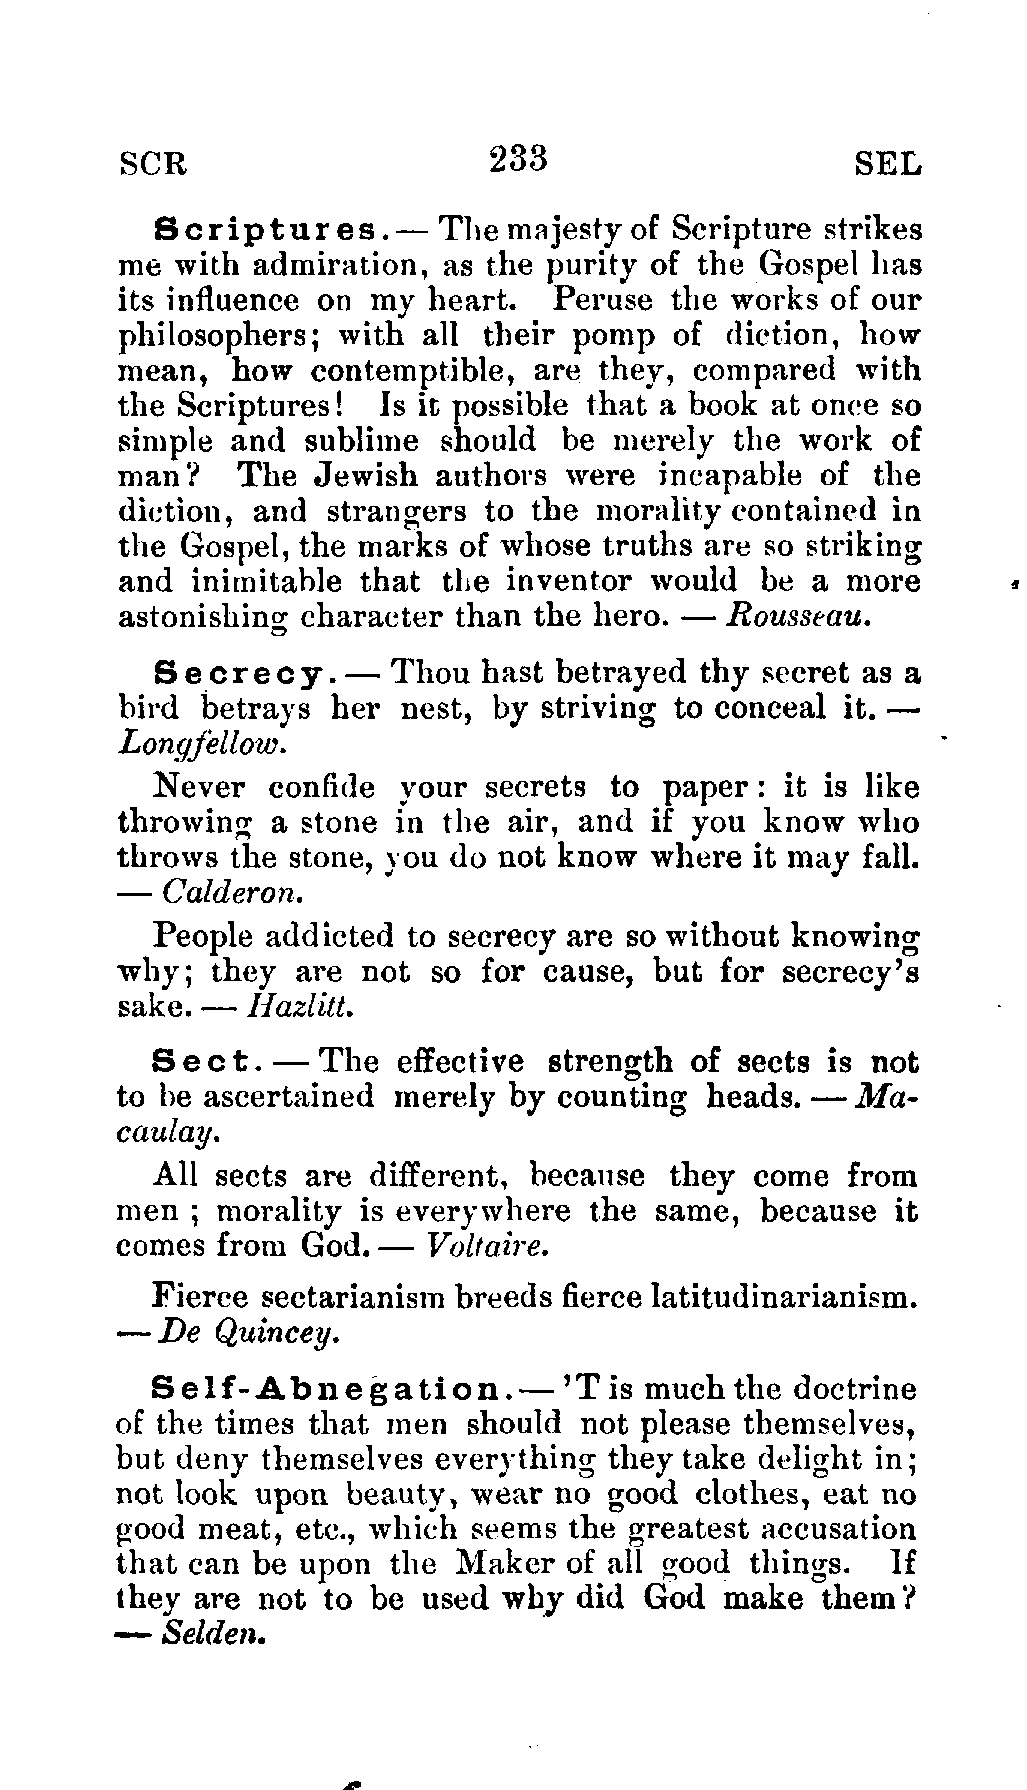 SCR 233 SEL
Scriptures.— The majesty of Scripture strikes
me with admiration, as the purity of the Gospel has
its influence on my heart. Peruse the works of our
philosophers; with all their pomp of diction, how
mean, how contemptible, are they, compared with
the Scriptures! Is it possible that a book at once so
simple and sublime should be merely the work of
man? The Jewish authors were incapable of the
diction, and strangers to the morality contained in
the Gospel, the marks of whose truths are so striking
and inimitable that the inventor would be a more
astonishing character than the hero. — Rousseau.
Secrecy. — Thou hast betrayed thy secret as a
bird betrays her nest, by striving to conceal it. —
Longfellow.
Never confide your secrets to paper: it is like
throwing a stone in the air, and if you know who
throws the stone, you do not know where it may fall.
— Calderon.
People addicted to secrecy are so without knowing
why; they are not so for cause, but for secrecy's
sake. — Hazlitt.
Sect. — The effective strength of sects is not
to be ascertained merely by counting heads. — Ma-
caulay.
All sects are different, because they come from
men ; morality is everywhere the same, because it
comes from God. — Voltaire.
Fierce sectarianism breeds fierce latitudinarianism.
— De Quincey.
Self-Abnegation.— 'T is much the doctrine
of the times that men should not please themselves,
but deny themselves everything they take delight in;
not look upon beauty, wear no good clothes, eat no
good meat, etc., which seems the greatest accusation
that can be upon the Maker of all good things. If
they are not to be used why did God make them?
— Selden.